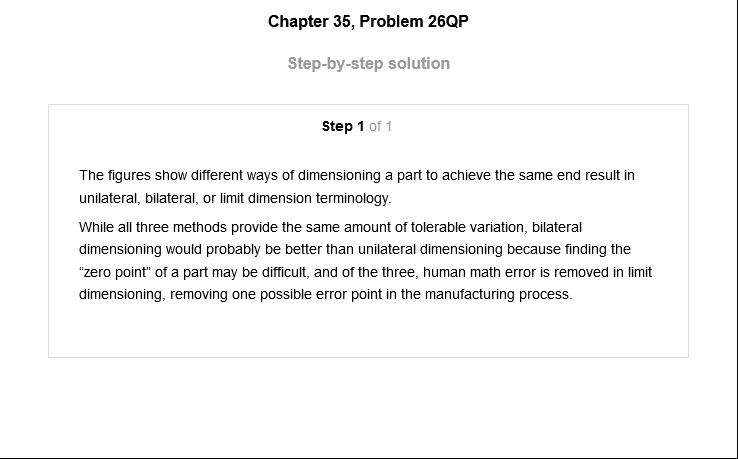 Chapter 35, Problem 26QP
Step-by-step solution
Step 1 of 1
The figures show different ways of dimensioning a part to achieve the same end result in
unilateral, bilateral, or limit dimension terminology.
While all three methods provide the same amount of tolerable variation, bilateral
dimensioning would probably be better than unilateral dimensioning because finding the
“zero point” of a part may be difficult, and of the three, human math error is removed in limit
dimensioning, removing one possible error point in the manufacturing process.